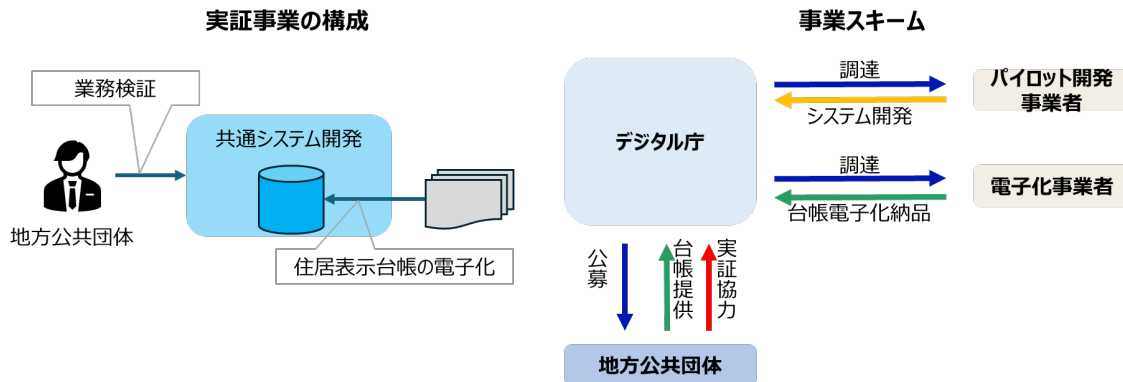 実証事業の構成
業務検証
共通システム開発
地方公共団体
住居表示台帳の電子化
事業スキーム
デジタル庁
調達
システム開発
パイロット開発
事業者
調達
台帳電子化納品
電子化事業者
公募
台帳提供
実証協力
地方公共団体